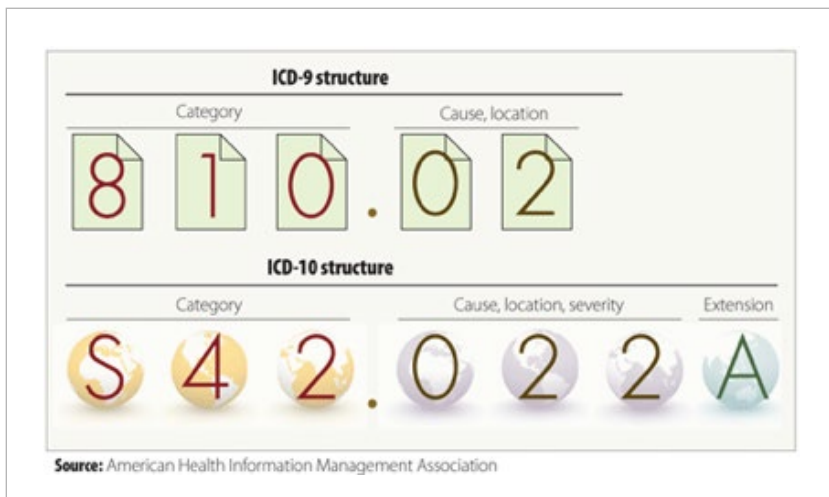 ICD-9 structure
Category Cause, location
810.02
ICD-10 structure
Category Cause, location, severity Extension
S42.022A
Source: American Health Information Management Association